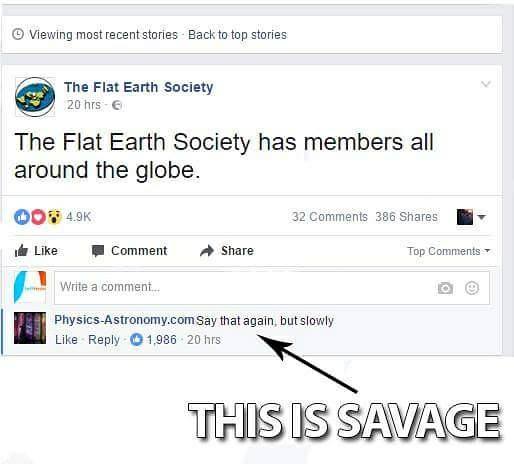 Viewing most recent stories · Back to top stories
The Flat Earth Society
20 hrs ·
The Flat Earth Society has members all
around the globe.
4.9K 32 Comments 386 Shares
Like Comment Share Top Comments
Write a comment...
Physics-Astronomy.com Say that again, but slowly
Like · Reply · 1,986 · 20 hrs
THIS IS SAVAGE